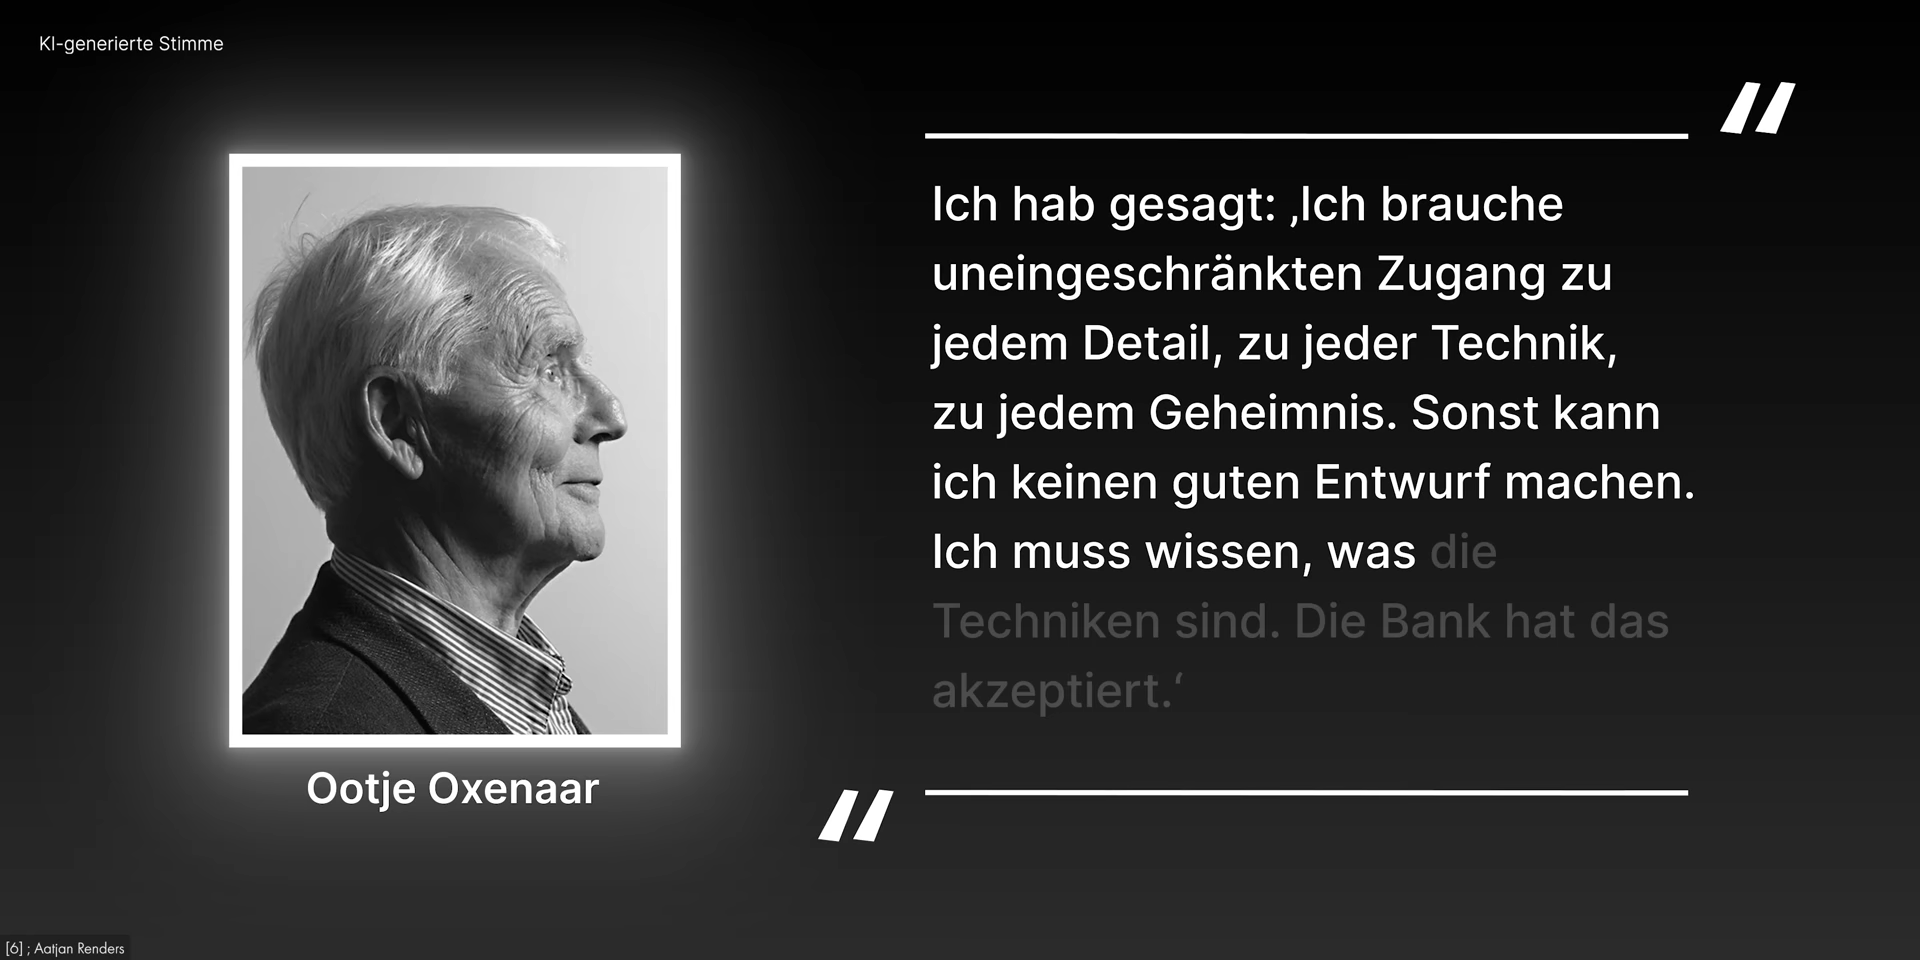 KI-generierte Stimme
Ich hab gesagt: ‚Ich brauche
uneingeschränkten Zugang zu
jedem Detail, zu jeder Technik,
zu jedem Geheimnis. Sonst kann
ich keinen guten Entwurf machen.
Ich muss wissen, was die
Techniken sind. Die Bank hat das
akzeptiert.‘
Ootje Oxenaar
[6] ; Aatjan Renders